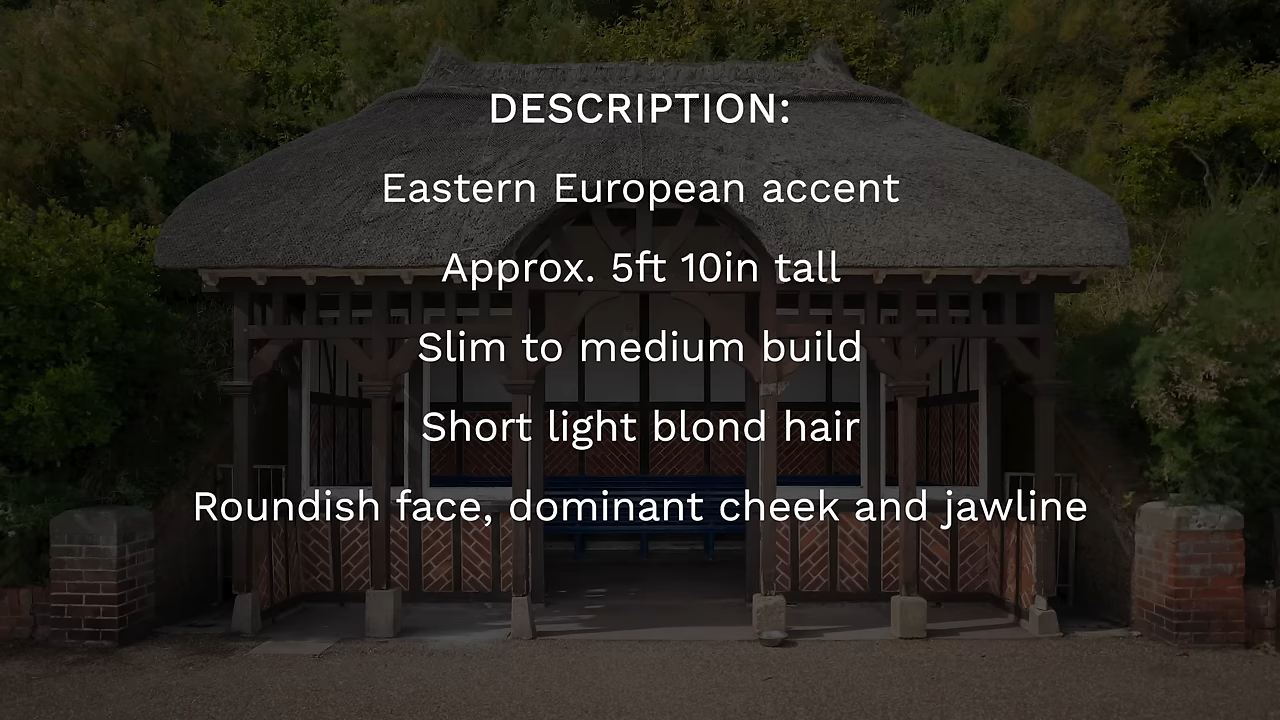 DESCRIPTION:
Eastern European accent
Approx. 5ft 10in tall
Slim to medium build
Short light blond hair
Roundish face, dominant cheek and jawline